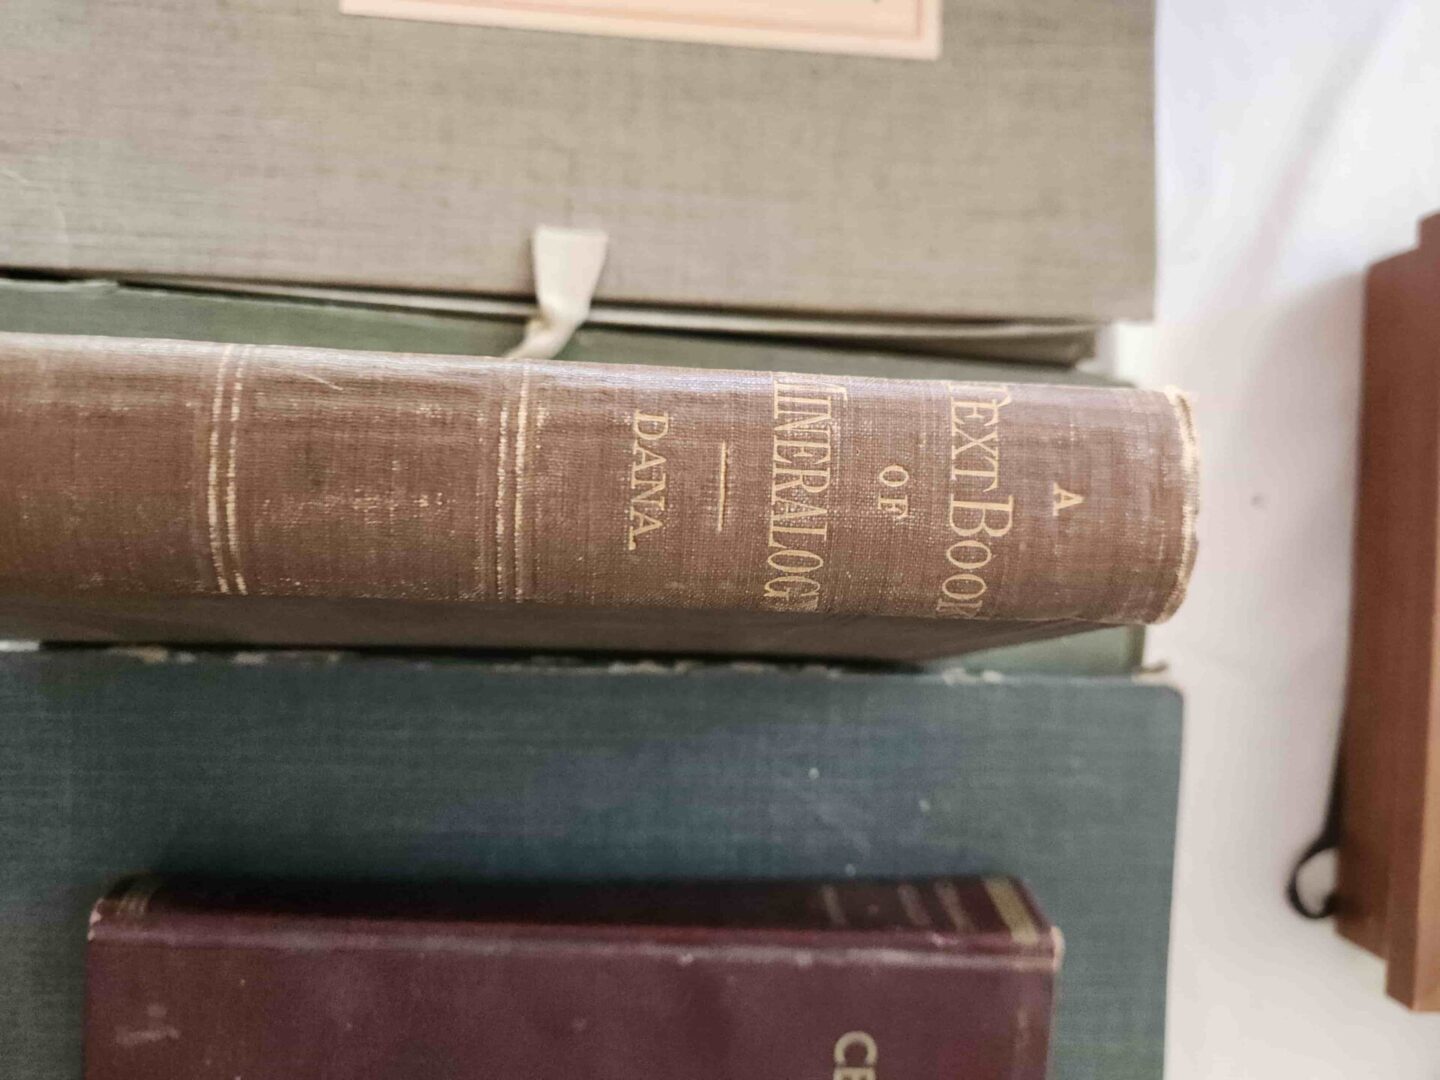 A
TEXT BOOK
OF
MINERALOGY
DANA.
CE